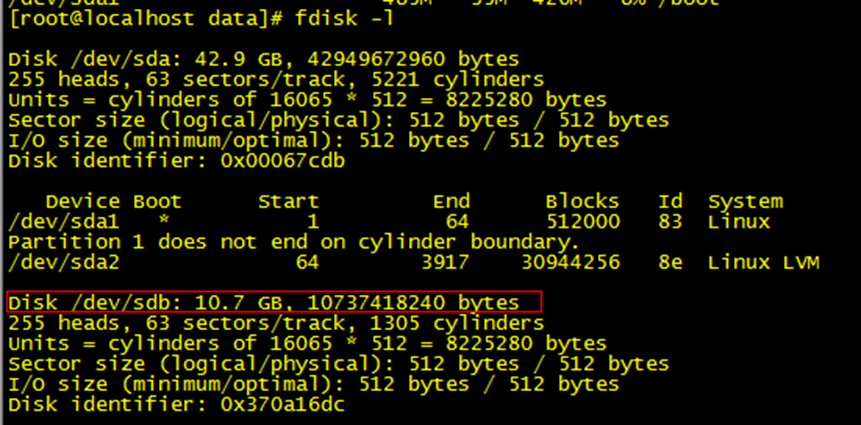 [root@localhost data]# fdisk -l
Disk /dev/sda: 42.9 GB, 42949672960 bytes
255 heads, 63 sectors/track, 5221 cylinders
Units = cylinders of 16065 * 512 = 8225280 bytes
Sector size (logical/physical): 512 bytes / 512 bytes
I/O size (minimum/optimal): 512 bytes / 512 bytes
Disk identifier: 0x00067cdb
Device Boot Start End Blocks Id System
/dev/sda1 * 1 64 512000 83 Linux
Partition 1 does not end on cylinder boundary.
/dev/sda2 64 3917 30944256 8e Linux LVM
Disk /dev/sdb: 10.7 GB, 10737418240 bytes
255 heads, 63 sectors/track, 1305 cylinders
Units = cylinders of 16065 * 512 = 8225280 bytes
Sector size (logical/physical): 512 bytes / 512 bytes
I/O size (minimum/optimal): 512 bytes / 512 bytes
Disk identifier: 0x370a16dc